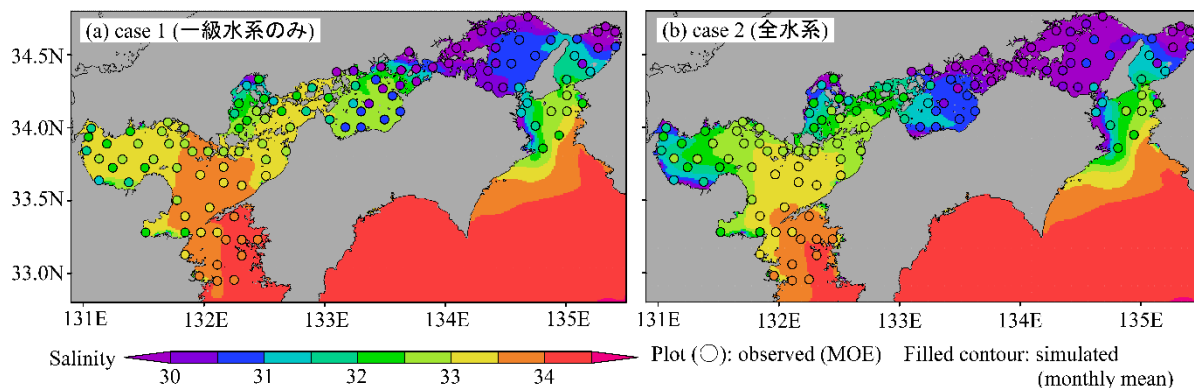 (a) case 1 (一級水系のみ)
(b) case 2 (全水系)
34.5N
34.0N
33.5N
33.0N
131E 132E 133E 134E 135E
131E 132E 133E 134E 135E
Salinity
30 31 32 33 34
Plot (○): observed (MOE) Filled contour: simulated
(monthly mean)